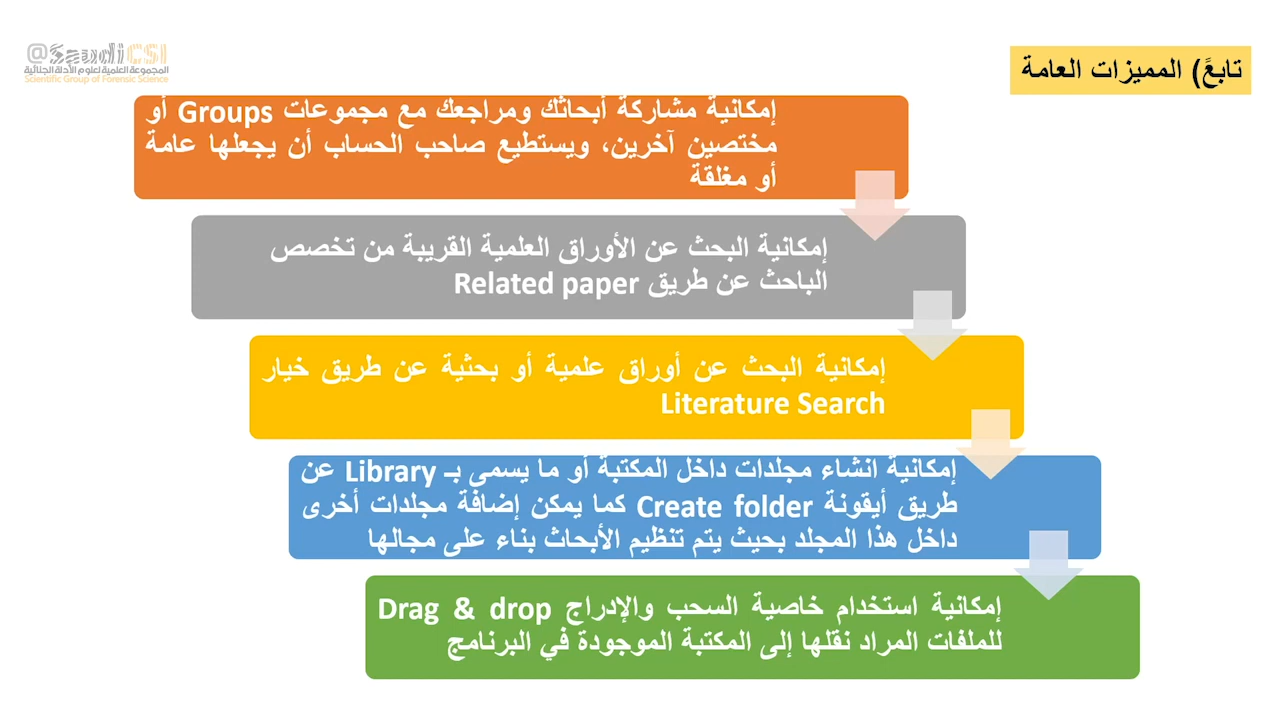 @SaudiCSI
المجموعة العلمية لعلوم الأدلة الجنائية
Scientific Group of Forensic Science
تابعً) المميزات العامة
إمكانية مشاركة أبحاثك ومراجعك مع مجموعات Groups أو
مختصين آخرين، ويستطيع صاحب الحساب أن يجعلها عامة
أو مغلقة
إمكانية البحث عن الأوراق العلمية القريبة من تخصص
الباحث عن طريق Related paper
إمكانية البحث عن أوراق علمية أو بحثية عن طريق خيار
Literature Search
إمكانية انشاء مجلدات داخل المكتبة أو ما يسمى بـ Library عن
طريق أيقونة Create folder كما يمكن إضافة مجلدات أخرى
داخل هذا المجلد بحيث يتم تنظيم الأبحاث بناء على مجالها
إمكانية استخدام خاصية السحب والإدراج Drag & drop
للملفات المراد نقلها إلى المكتبة الموجودة في البرنامج